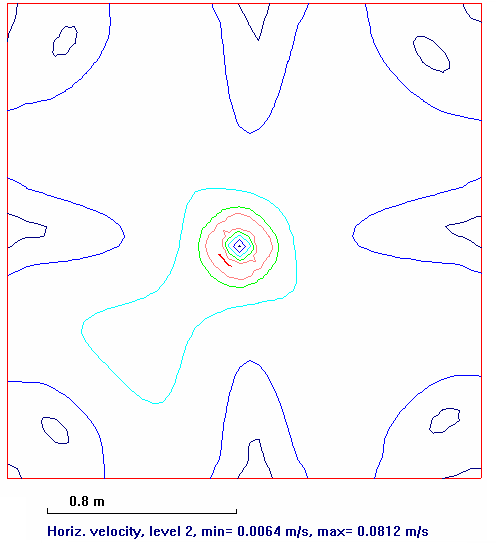 0.8 m
Horiz. velocity, level 2, min= 0.0064 m/s, max= 0.0812 m/s